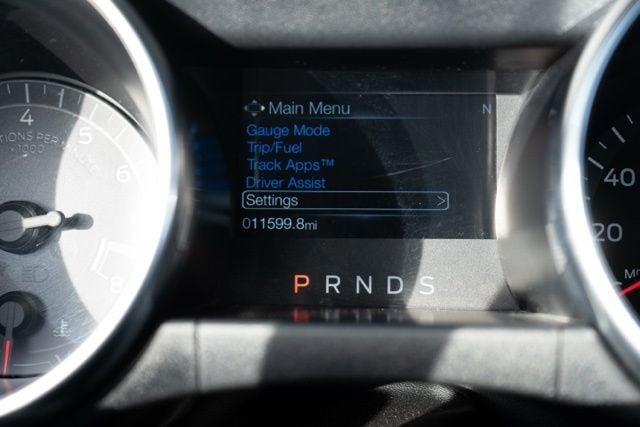 Main Menu N
Gauge Mode
Trip/Fuel
Track Apps™
Driver Assist
Settings >
011599.8mi
P R N D S
4
5
6
8
x1000
40
20